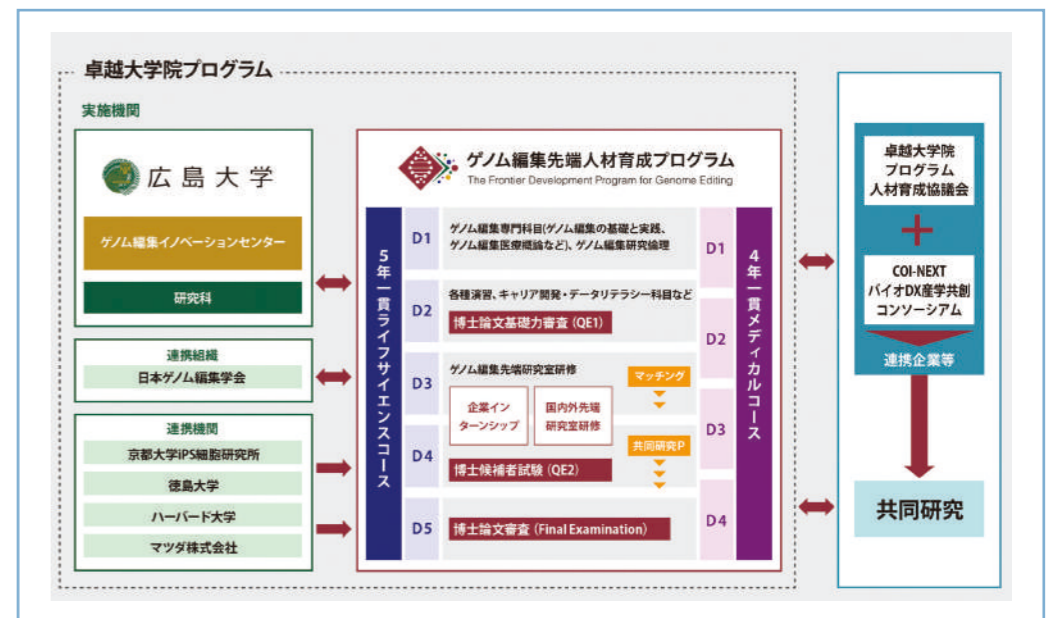 卓越大学院プログラム
実施機関
広島大学
ゲノム編集イノベーションセンター
研究科
連携組織
日本ゲノム編集学会
連携機関
京都大学iPS細胞研究所
徳島大学
ハーバード大学
マツダ株式会社
ゲノム編集先端人材育成プログラム
The Frontier Development Program for Genome Editing
5年一貫ライフサイエンスコース
D1
D2
D3
D4
D5
ゲノム編集専門科目(ゲノム編集の基礎と実践、
ゲノム編集医療概論など)、ゲノム編集研究倫理
各種演習、キャリア開発・データリテラシー科目など
博士論文基礎力審査(QE1)
ゲノム編集先端研究室研修
マッチング
企業イン
ターンシップ
国内外先端
研究室研修
共同研究P
博士候補者試験(QE2)
博士論文審査(Final Examination)
D1
D2
D3
D4
4年一貫メディカルコース
卓越大学院
プログラム
人材育成協議会
+
COI-NEXT
バイオDX産学共創
コンソーシアム
連携企業等
共同研究